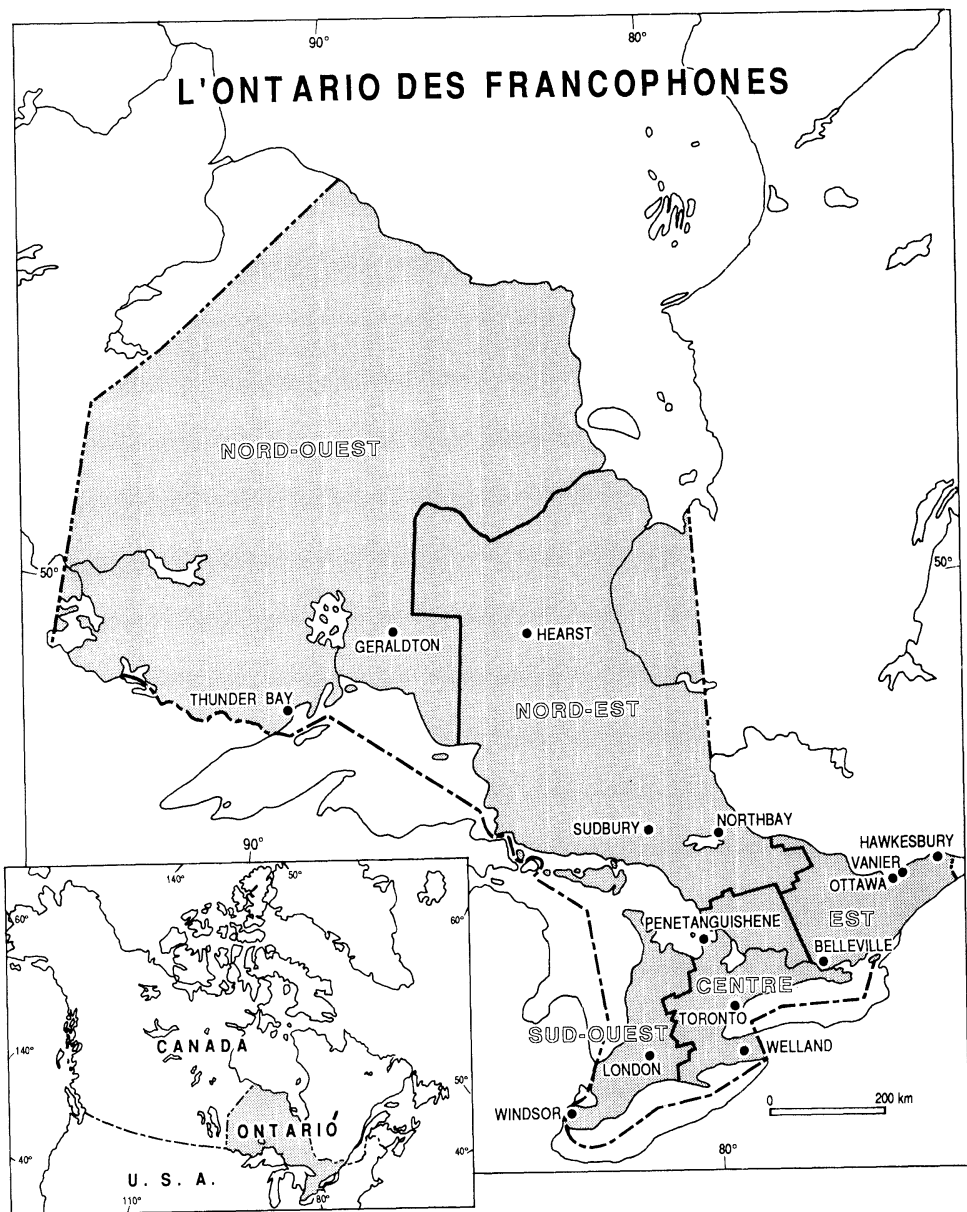 90°
80°
L'ONTARIO DES FRANCOPHONES
NORD-OUEST
50°
50°
GERALDTON
HEARST
THUNDER BAY
NORD-EST
SUDBURY
NORTHBAY
HAWKESBURY
VANIER
OTTAWA
EST
PENETANGUISHENE
BELLEVILLE
CENTRE
TORONTO
SUD-OUEST
WELLAND
LONDON
WINDSOR
0 200 km
80°
90°
140°
50°
60°
60°
CANADA
140°
50°
ONTARIO
40°
40°
U. S. A.
110°
80°